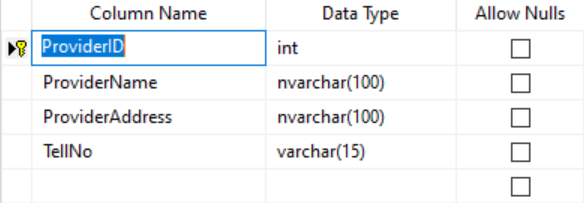 Column Name Data Type Allow Nulls
ProviderID int
ProviderName nvarchar(100)
ProviderAddress nvarchar(100)
TellNo varchar(15)